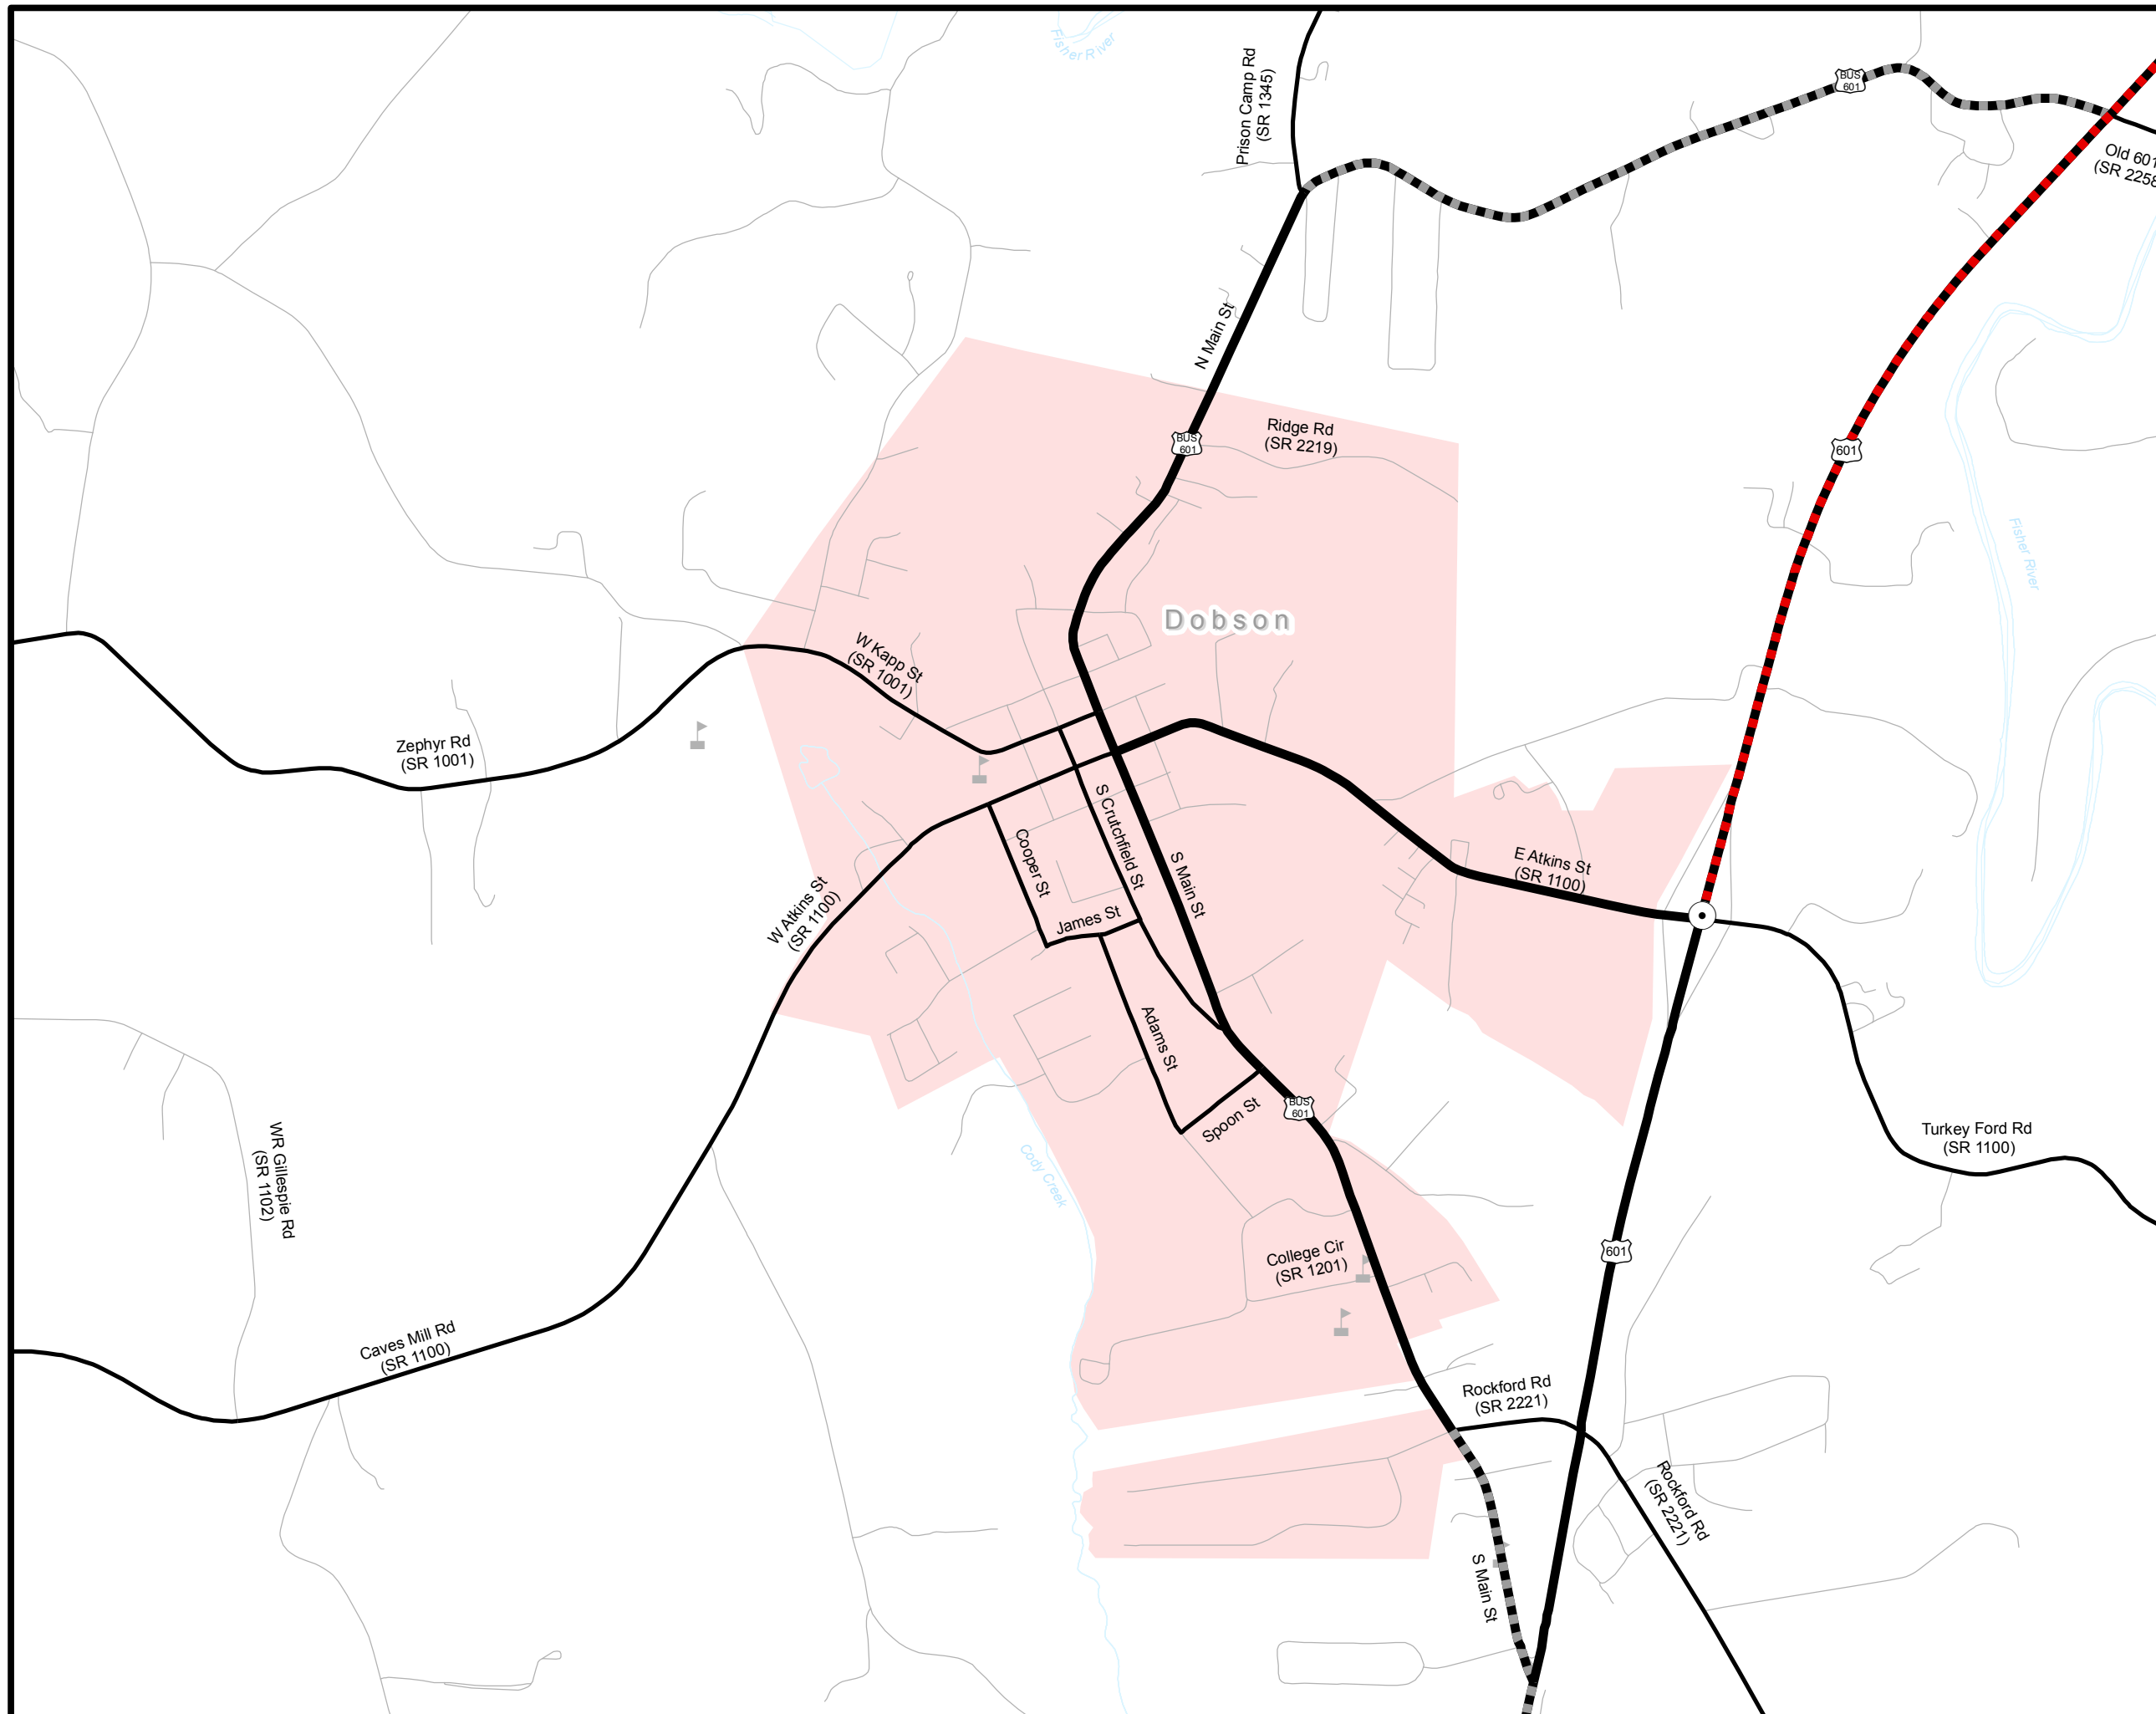 Fisher River
Prison Camp Rd
(SR 1345)
BUS
601
Old 601
(SR 2258
N Main St
BUS
601
Ridge Rd
(SR 2219)
601
Fisher River
Dobson
W Kapp St
(SR 1001)
Zephyr Rd
(SR 1001)
S Crutchfield St
Cooper St
S Main St
E Atkins St
(SR 1100)
W Atkins St
(SR 1100)
James St
Adams St
BUS
601
Spoon St
Turkey Ford Rd
(SR 1100)
WR Gillespie Rd
(SR 1102)
Cody Creek
College Cir
(SR 1201)
601
Caves Mill Rd
(SR 1100)
Rockford Rd
(SR 2221)
Rockford Rd
(SR 2221)
S Main St